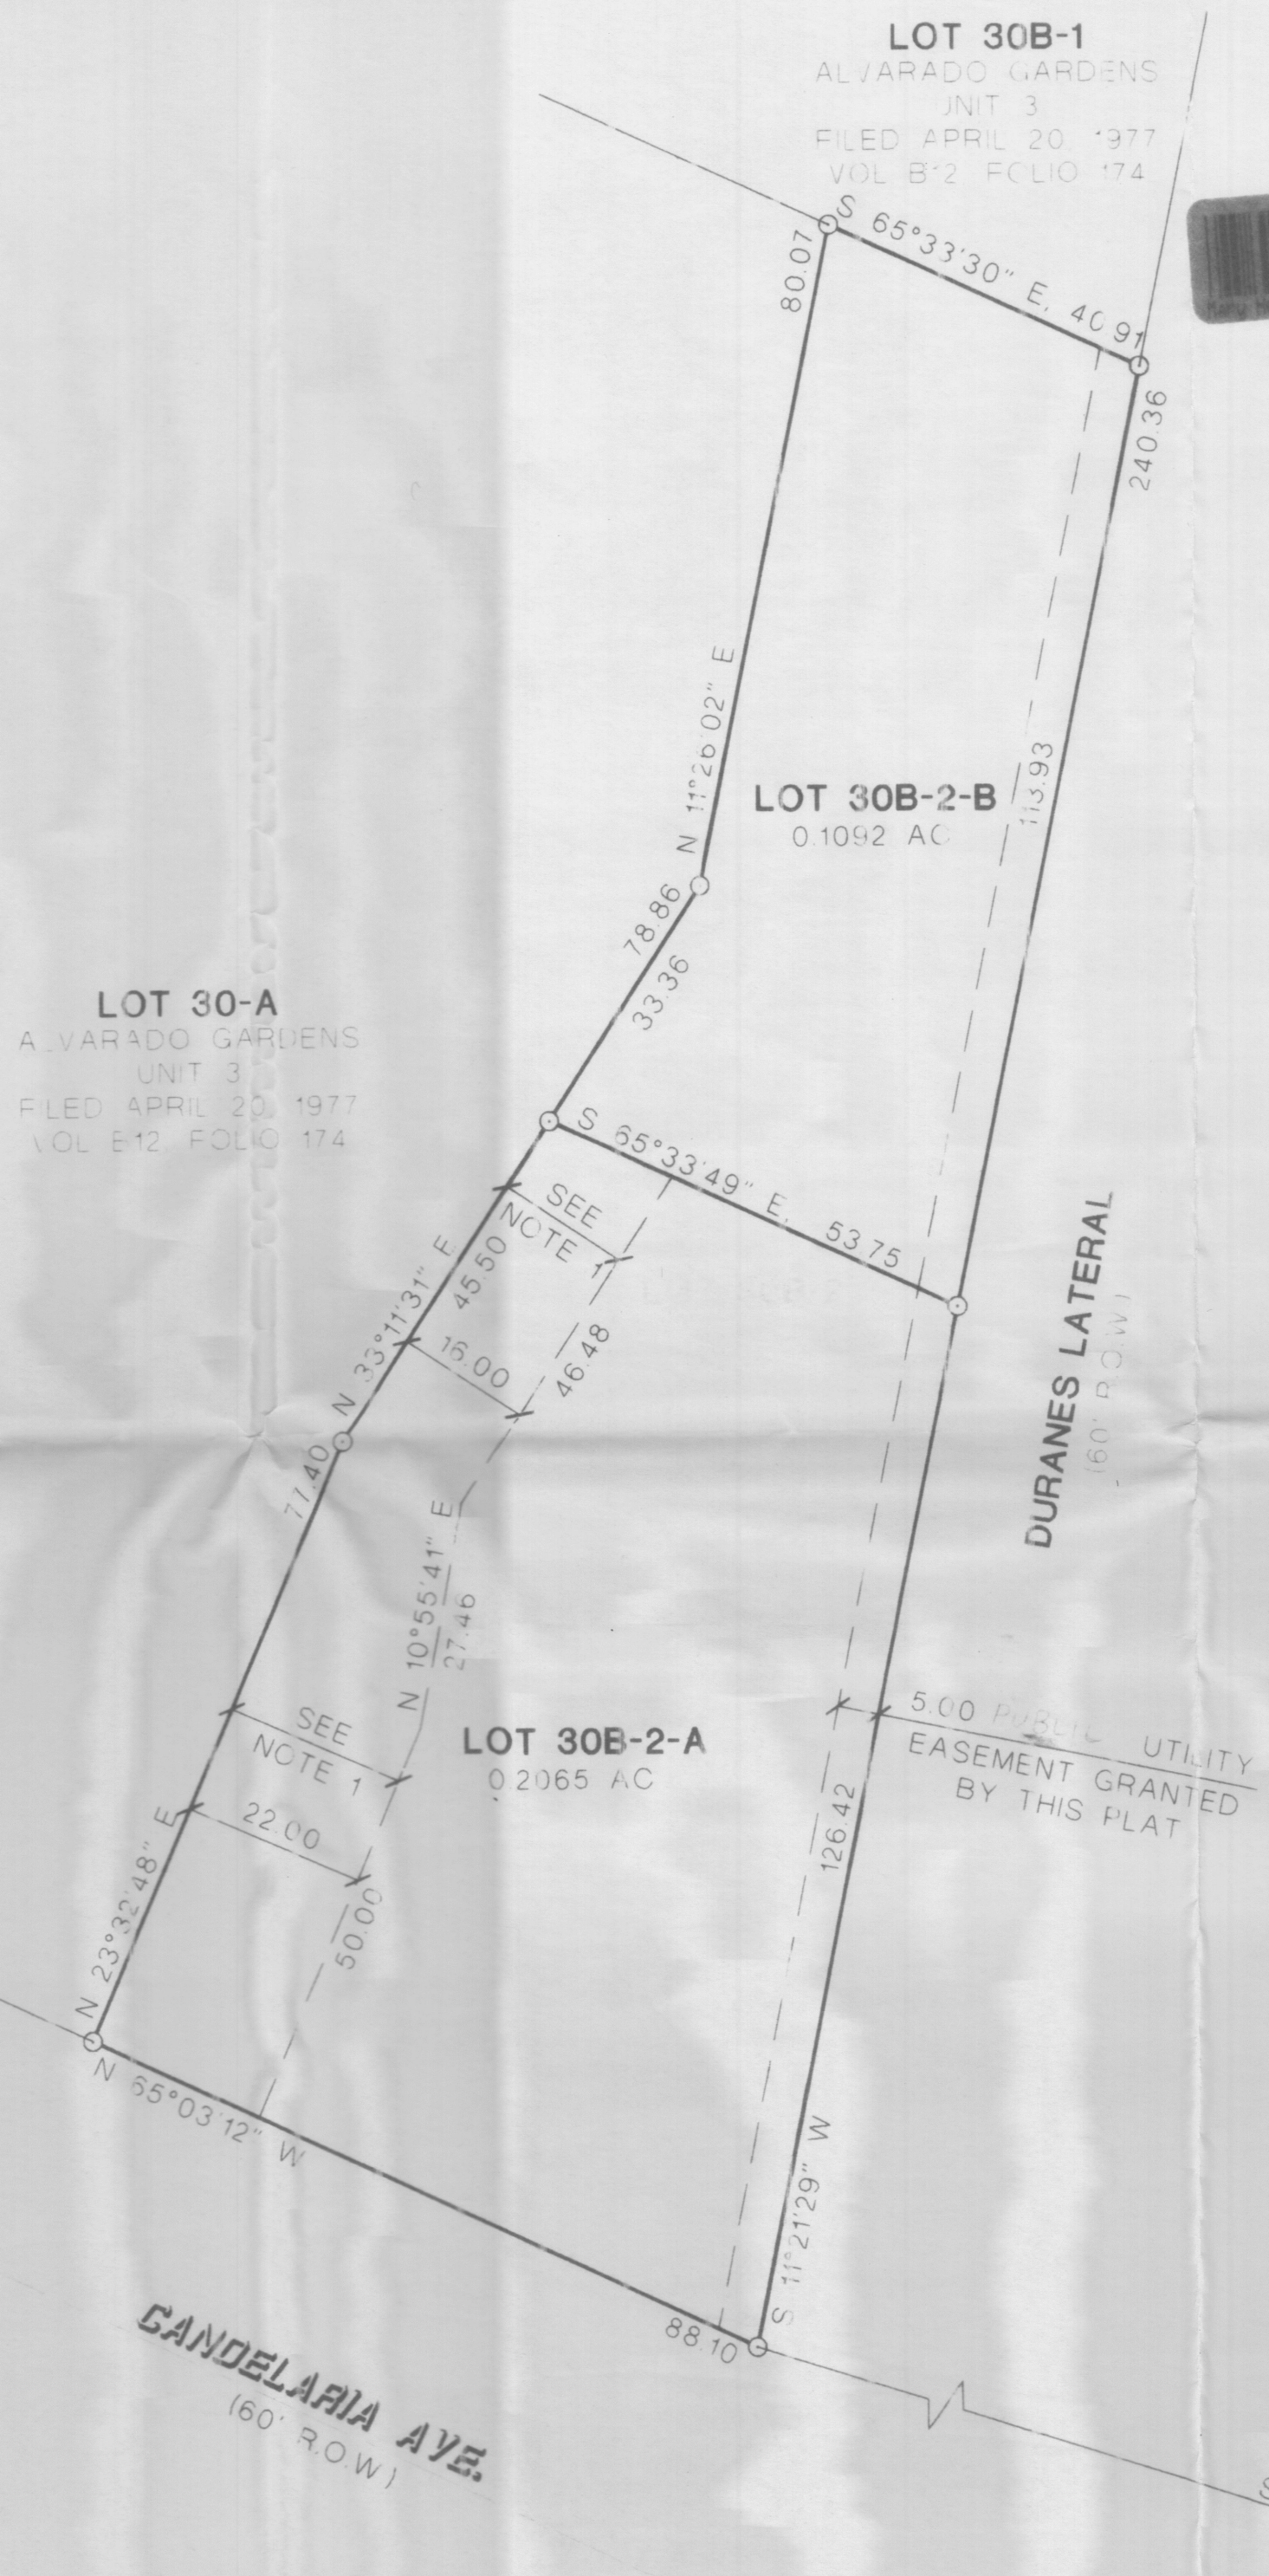 LOT 30B-1
ALVARADO GARDENS
UNIT 3
FILED APRIL 20 1977
VOL B12 FOLIO 174
S 65°33'30" E, 40.91
80.07
240.36
N 11°26'02" E
113.93
LOT 30B-2-B
0.1092 AC
78.86
33.36
LOT 30-A
ALVARADO GARDENS
UNIT 3
FILED APRIL 20, 1977
VOL B12, FOLIO 174
S 65°33'49" E, 53.75
SEE
NOTE 1
N 33°11'31" E
45.50
16.00
46.48
DURANES LATERAL
(60' R.O.W)
77.40
N 10°55'41" E
27.46
SEE
NOTE 1
LOT 30B-2-A
0.2065 AC
5.00 PUBLIC UTILITY
EASEMENT GRANTED
BY THIS PLAT
22.00
126.42
50.00
N 23°32'48" E
N 65°03'12" W
88.10
S 11°21'29" W
CANDELARIA AVE.
(60' R.O.W)